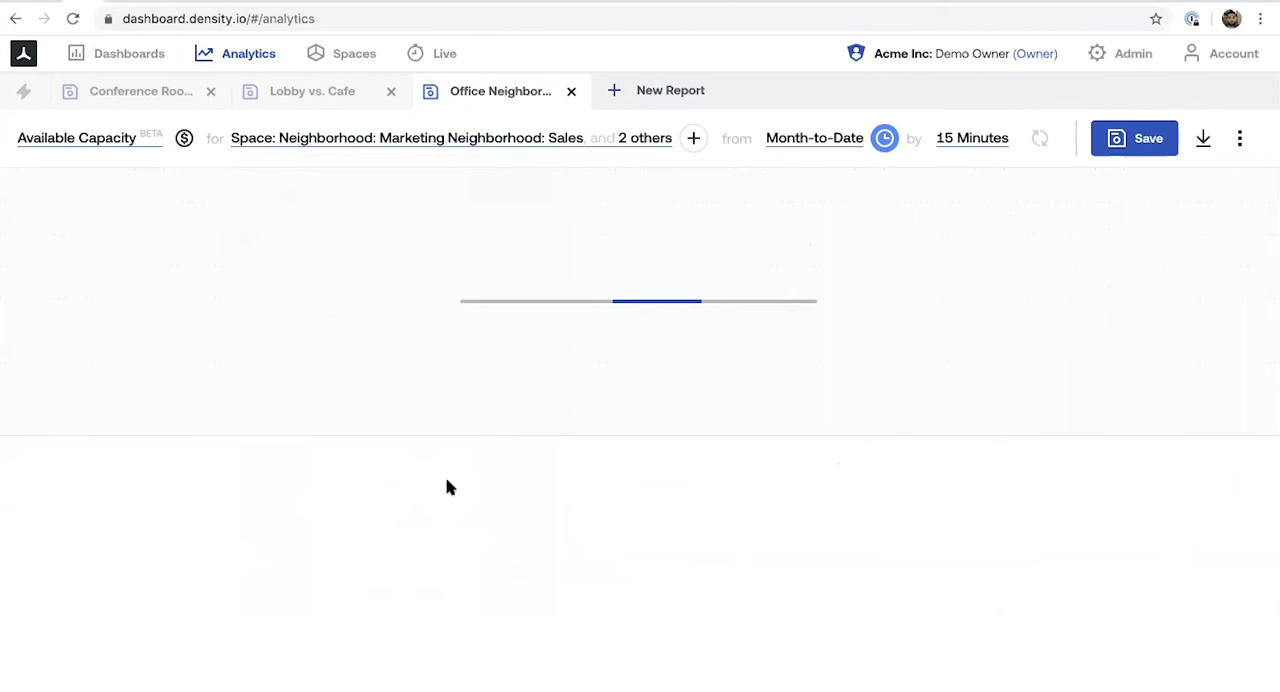 dashboard.density.io/#/analytics
Dashboards Analytics Spaces Live Acme Inc: Demo Owner (Owner) Admin Account
Conference Roo... Lobby vs. Cafe Office Neighbor... New Report
Available Capacity BETA for Space: Neighborhood: Marketing Neighborhood: Sales, and 2 others from Month-to-Date by 15 Minutes Save